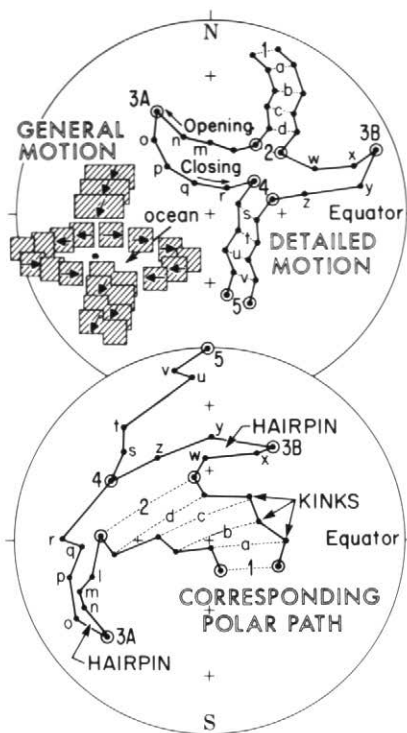 N
1
a
b
c
d
2
3A
Opening
n
m
o
p
q
r
Closing
4
3B
w
x
y
z
Equator
GENERAL
MOTION
ocean
s
t
u
v
5
DETAILED
MOTION
5
v
u
t
s
y
HAIRPIN
z
3B
x
w
4
2
d
c
b
a
1
KINKS
Equator
r
q
p
l
m
n
o
3A
HAIRPIN
CORRESPONDING
POLAR PATH
S